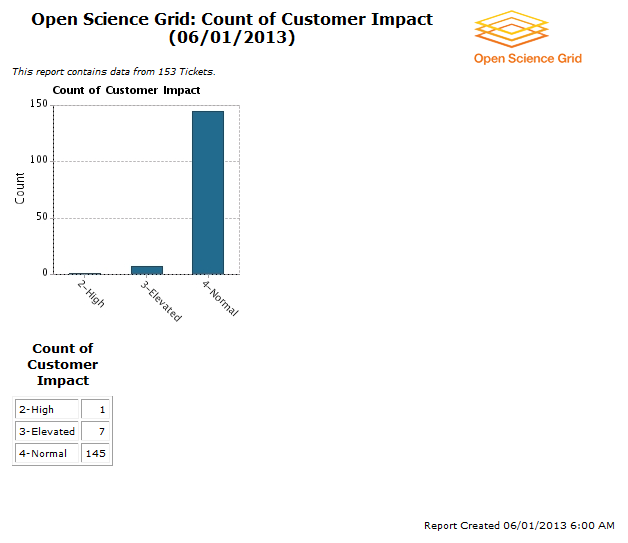 Open Science Grid: Count of Customer Impact
(06/01/2013)
Open Science Grid
This report contains data from 153 Tickets.
Count of Customer Impact
150
100
50
0
Count
2-High
3-Elevated
4-Normal
Count of
Customer
Impact
2-High 1
3-Elevated 7
4-Normal 145
Report Created 06/01/2013 6:00 AM